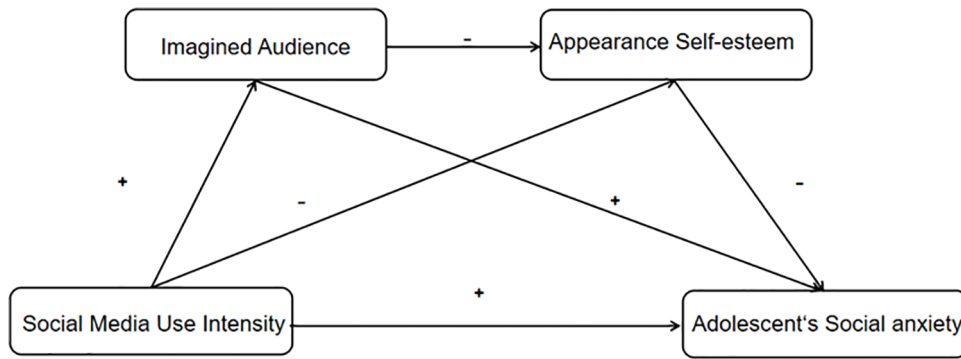 Imagined Audience
-
Appearance Self-esteem
+
-
+
-
+
Social Media Use Intensity
Adolescent‘s Social anxiety